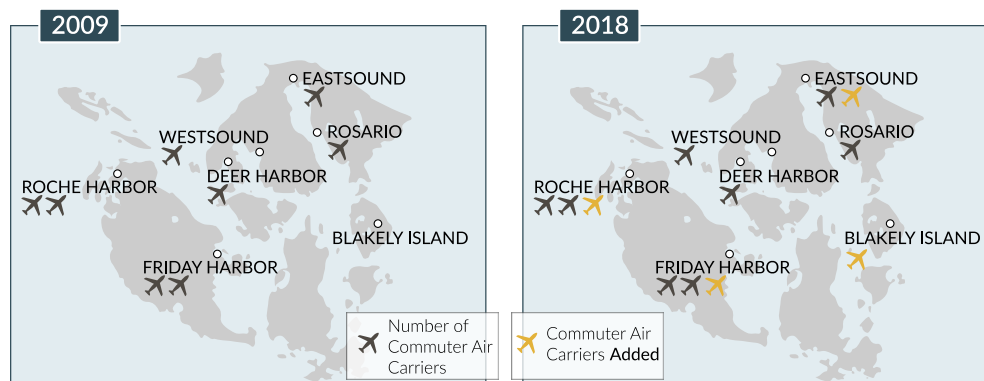 2009
EASTSOUND
WESTSOUND
ROSARIO
DEER HARBOR
ROCHE HARBOR
BLAKELY ISLAND
FRIDAY HARBOR
Number of
Commuter Air
Carriers
2018
EASTSOUND
WESTSOUND
ROSARIO
DEER HARBOR
ROCHE HARBOR
BLAKELY ISLAND
FRIDAY HARBOR
Commuter Air
Carriers Added